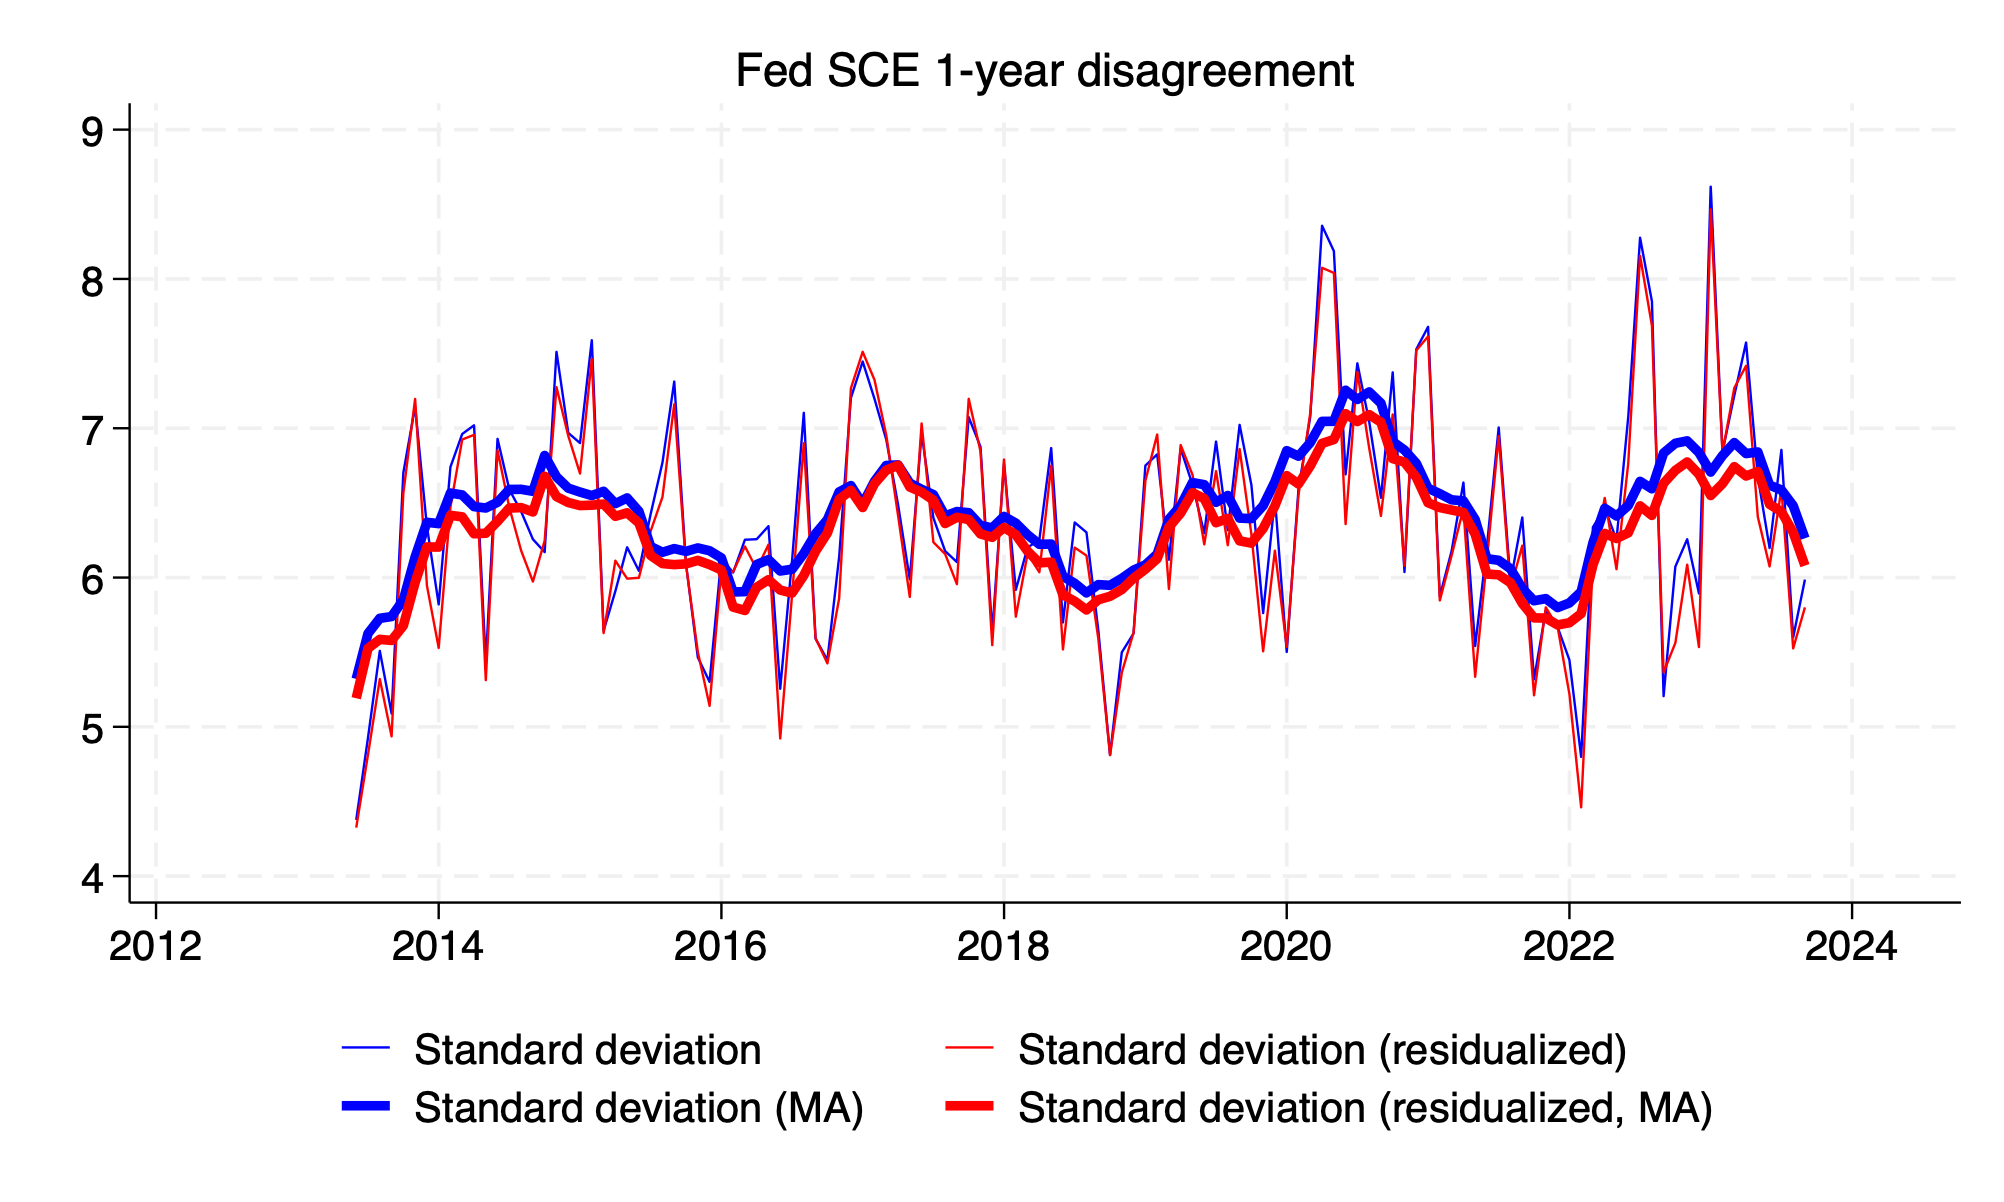 Fed SCE 1-year disagreement
9
8
7
6
5
4
2012 2014 2016 2018 2020 2022 2024
Standard deviation Standard deviation (residualized)
Standard deviation (MA) Standard deviation (residualized, MA)